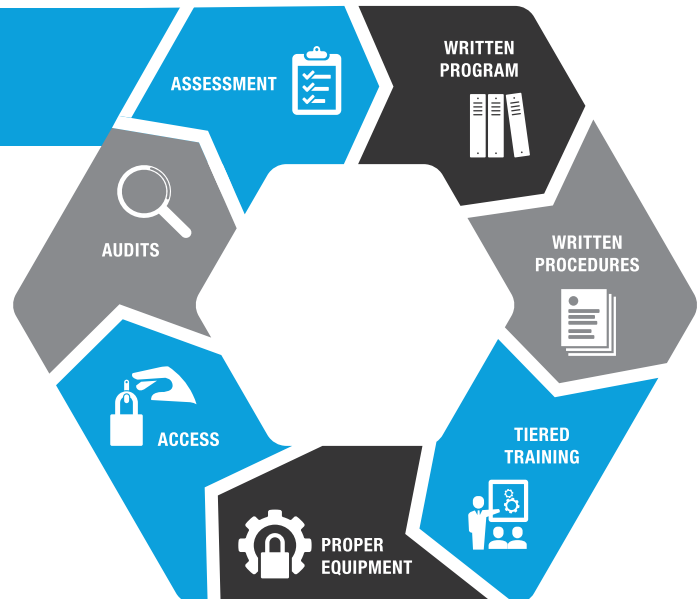 ASSESSMENT
WRITTEN
PROGRAM
WRITTEN
PROCEDURES
TIERED
TRAINING
PROPER
EQUIPMENT
ACCESS
AUDITS